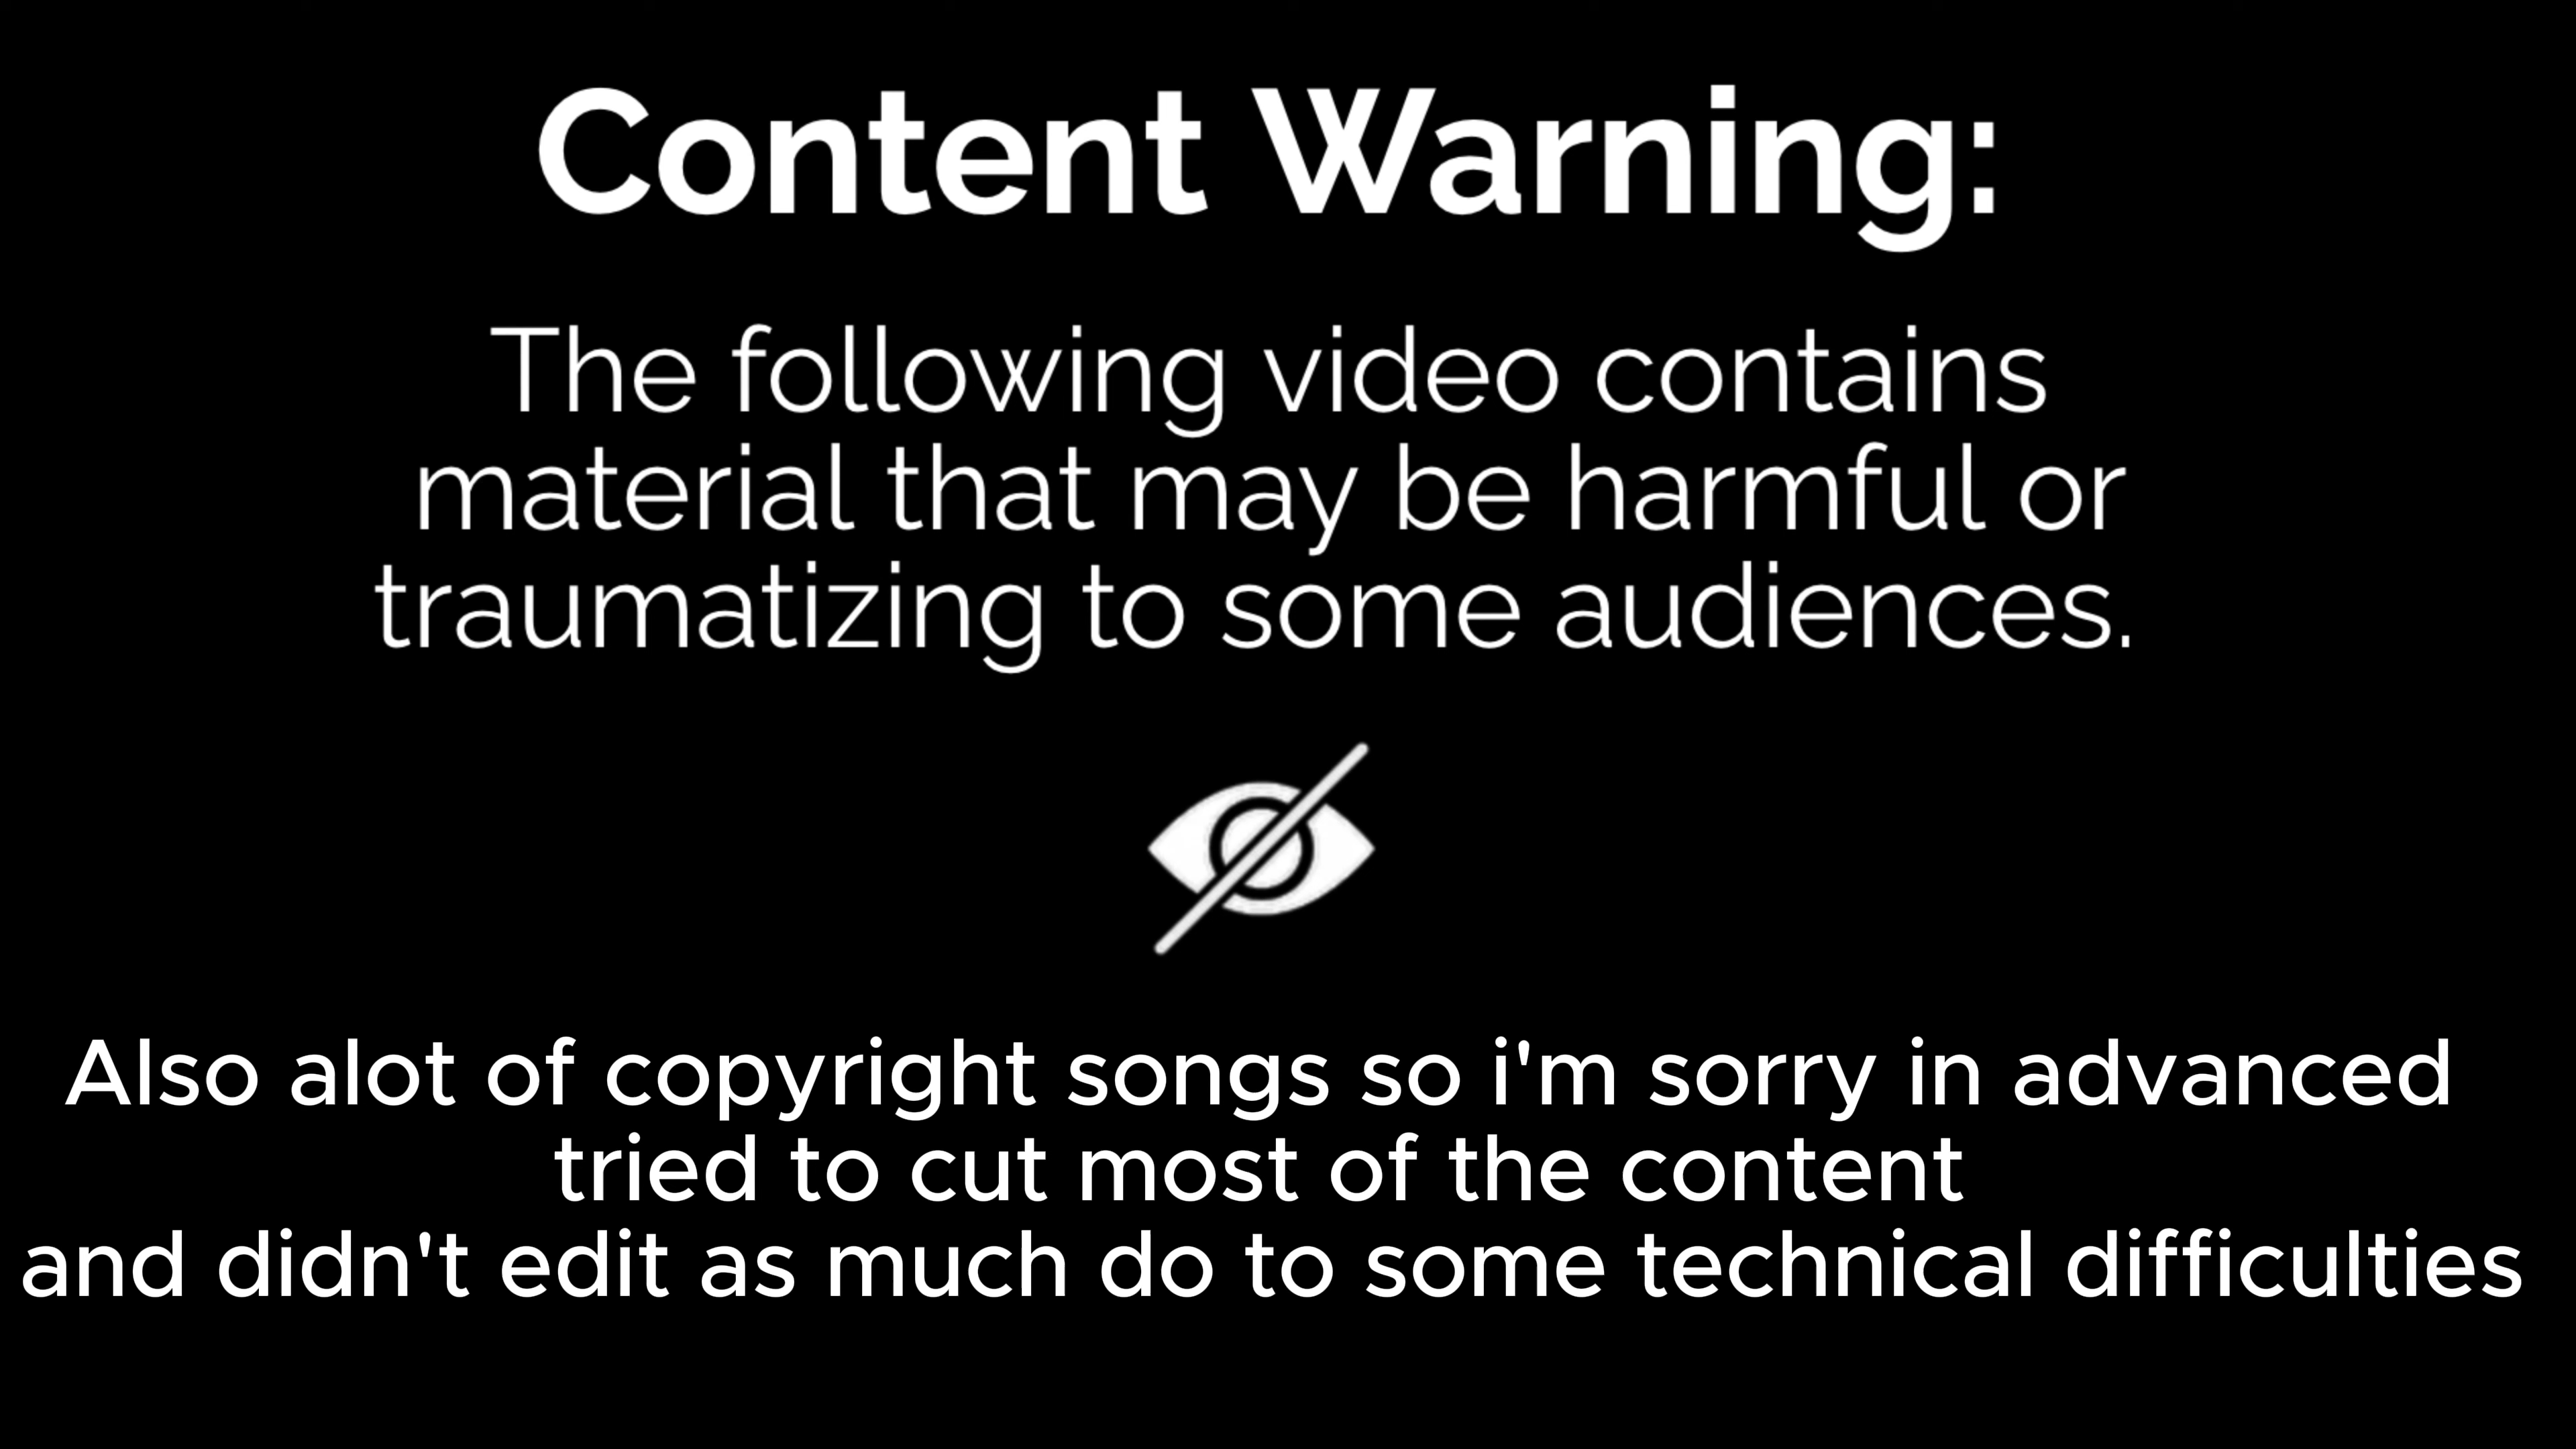 Content Warning:
The following video contains
material that may be harmful or
traumatizing to some audiences.
Also alot of copyright songs so i'm sorry in advanced
tried to cut most of the content
and didn't edit as much do to some technical difficulties